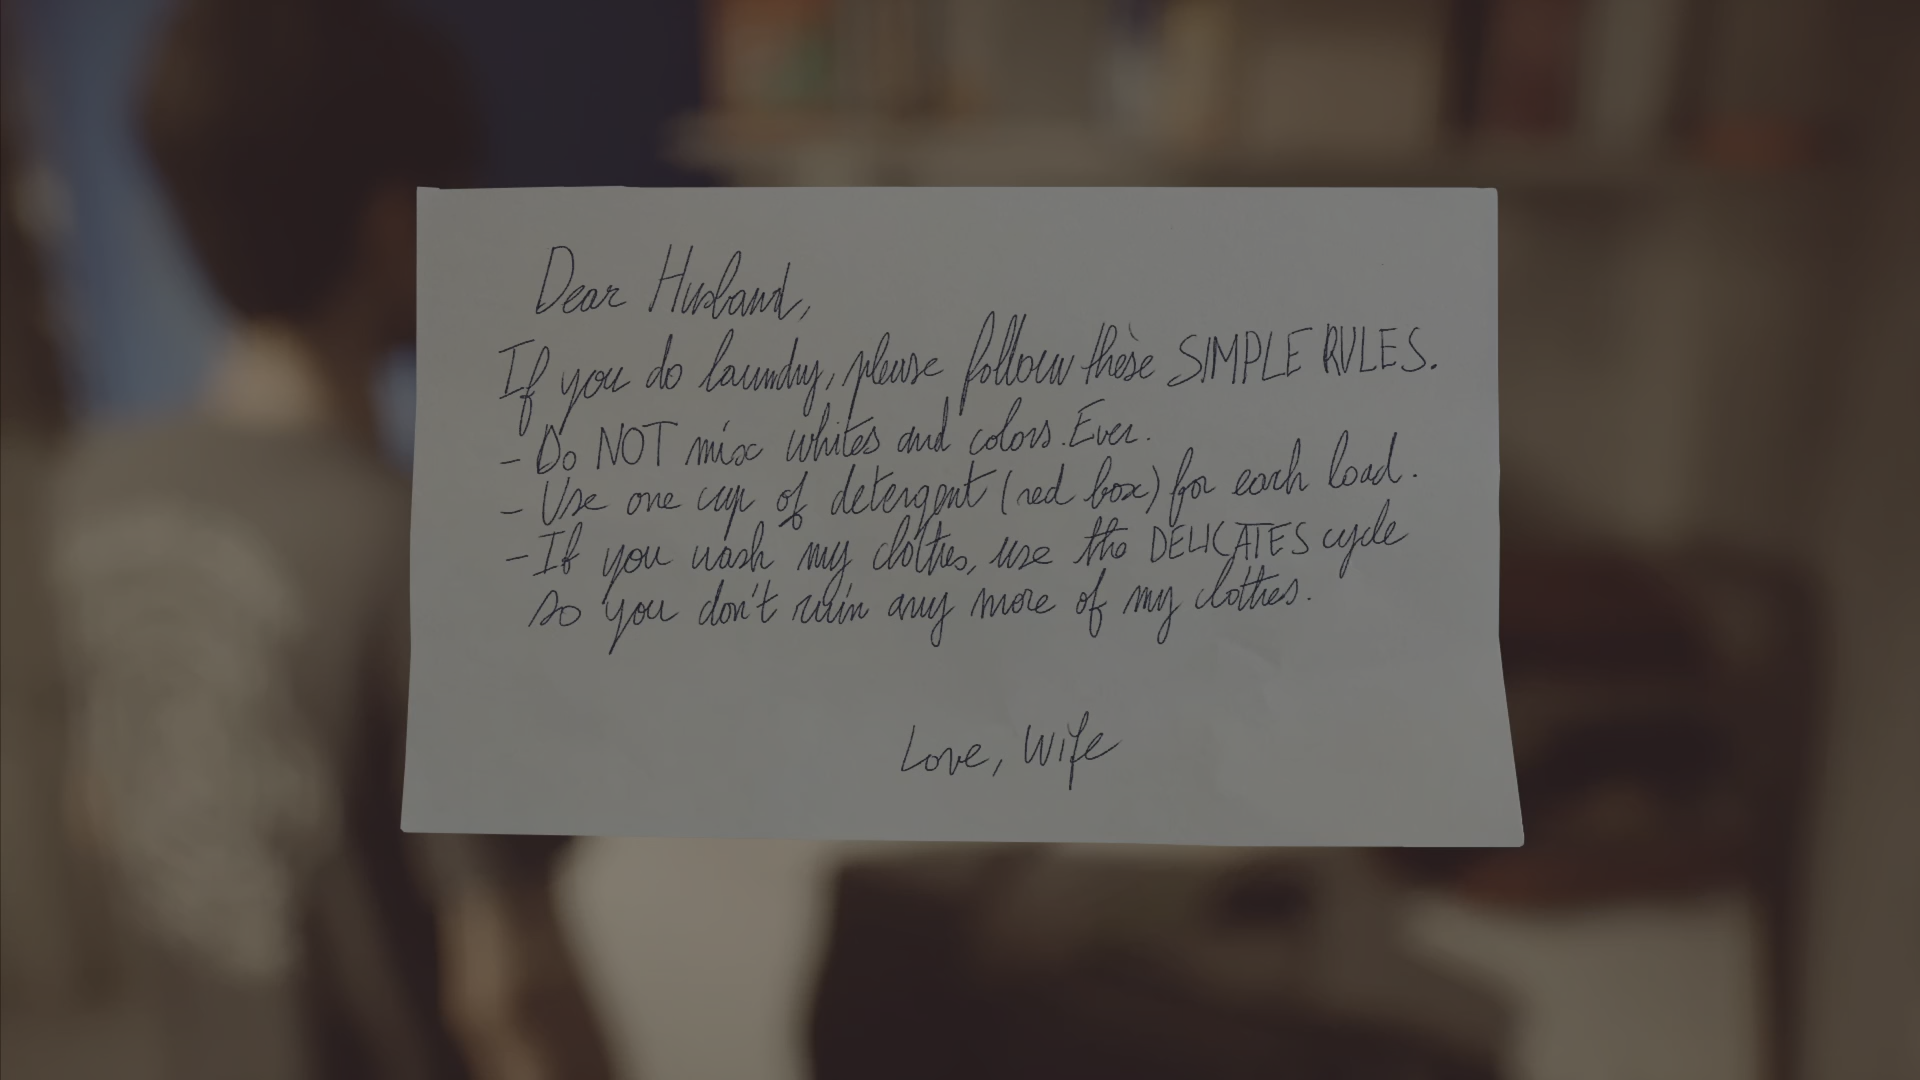 Dear Husband,
If you do laundry, please follow these SIMPLE RULES.
- Do NOT mix whites and colors. Ever.
- Use one cup of detergent (red box) for each load.
- If you wash my clothes, use the DELICATES cycle
so you don't ruin any more of my clothes.
Love, Wife